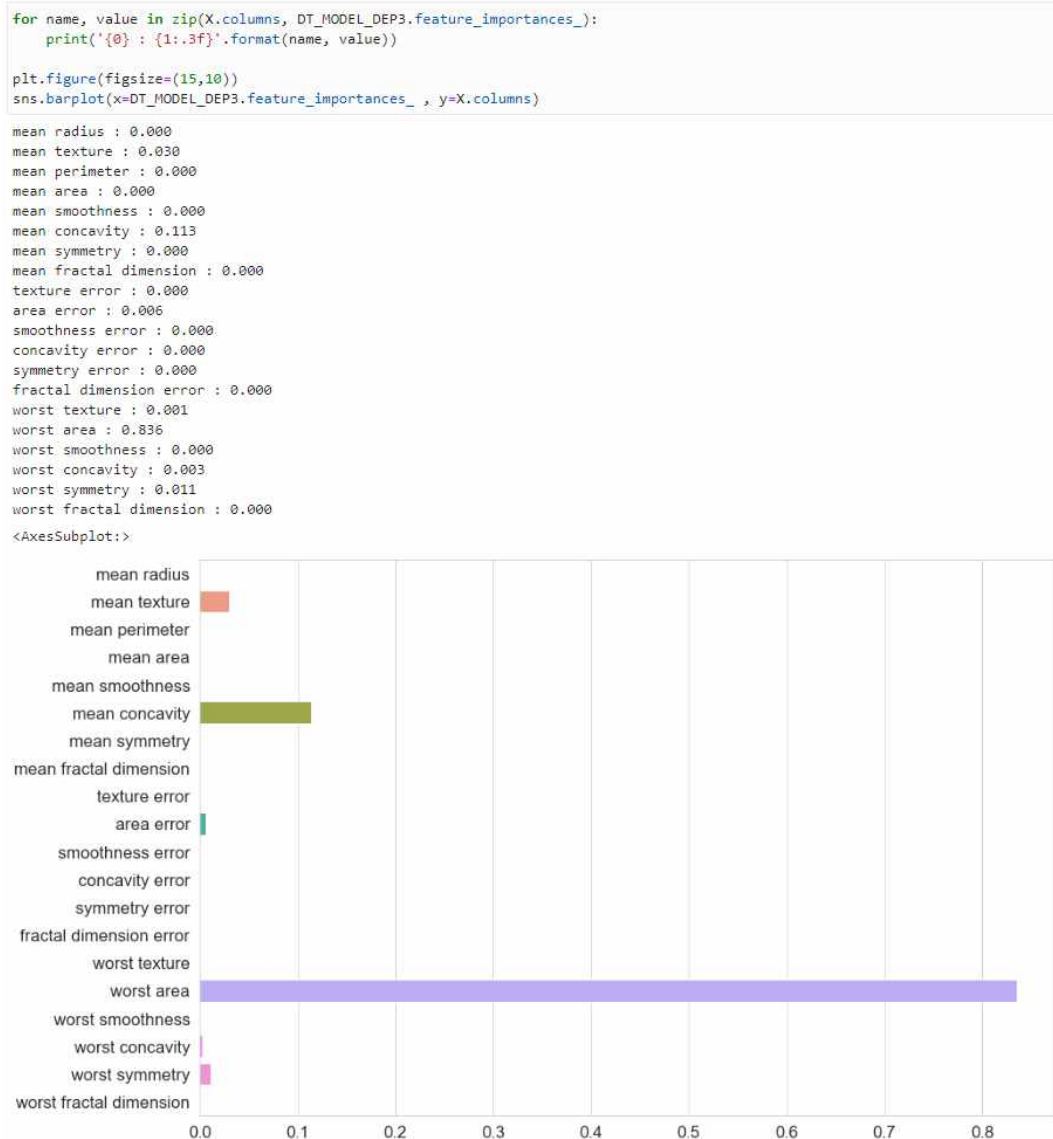 for name, value in zip(X.columns, DT_MODEL_DEP3.feature_importances_):
    print('{0} : {1:.3f}'.format(name, value))
plt.figure(figsize=(15,10))
sns.barplot(x=DT_MODEL_DEP3.feature_importances_ , y=X.columns)
mean radius : 0.000
mean texture : 0.030
mean perimeter : 0.000
mean area : 0.000
mean smoothness : 0.000
mean concavity : 0.113
mean symmetry : 0.000
mean fractal dimension : 0.000
texture error : 0.000
area error : 0.006
smoothness error : 0.000
concavity error : 0.000
symmetry error : 0.000
fractal dimension error : 0.000
worst texture : 0.001
worst area : 0.836
worst smoothness : 0.000
worst concavity : 0.003
worst symmetry : 0.011
worst fractal dimension : 0.000
<AxesSubplot:>
mean radius
mean texture
mean perimeter
mean area
mean smoothness
mean concavity
mean symmetry
mean fractal dimension
texture error
area error
smoothness error
concavity error
symmetry error
fractal dimension error
worst texture
worst area
worst smoothness
worst concavity
worst symmetry
worst fractal dimension
0.0 0.1 0.2 0.3 0.4 0.5 0.6 0.7 0.8